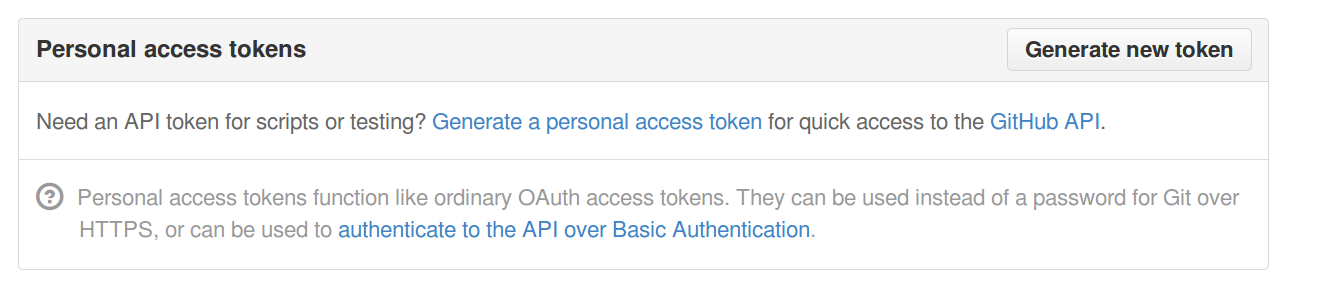 Personal access tokens
Generate new token
Need an API token for scripts or testing? Generate a personal access token for quick access to the GitHub API.
Personal access tokens function like ordinary OAuth access tokens. They can be used instead of a password for Git over
HTTPS, or can be used to authenticate to the API over Basic Authentication.